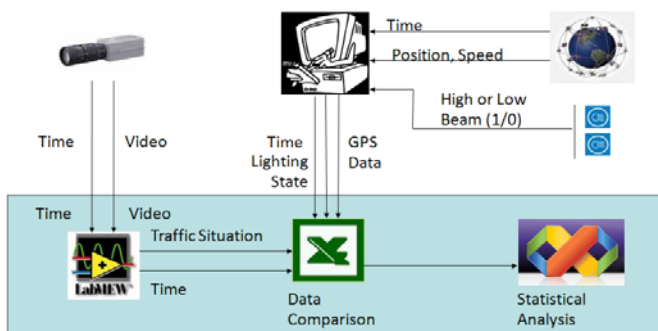 Time
Position, Speed
High or Low
Beam (1/0)
Time
Video
Time
Lighting
State
GPS
Data
Time
Video
Traffic Situation
Time
LabVIEW
Data
Comparison
Statistical
Analysis